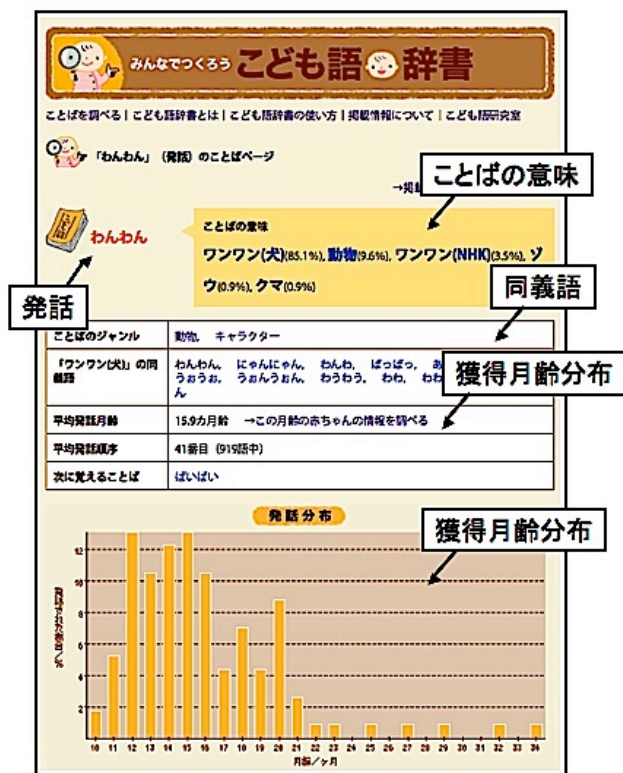 みんなでつくろう こども語辞書
ことばを調べる | こども語辞書とは | こども語辞書の使い方 | 掲載情報について | こども語研究室
「わんわん」(発話)のことばページ
ことばの意味
→掲
わんわん
ことばの意味
ワンワン(犬)(85.1%), 動物(9.6%), ワンワン(NHK)(3.5%), ゾ
ウ(0.9%), クマ(0.9%)
発話
同義語
ことばのジャンル 動物, キャラクター
「ワンワン(犬)」の同 わんわん, にゃんにゃん, わんわ, ばっばっ, あ
義語 うぉうぉ, うぉんうぉん, わうわう, わわ, わわ
ん
獲得月齢分布
平均発話月齢 15.9カ月齢 →この月齢の赤ちゃんの情報を調べる
平均発話順序 41番目 (919語中)
次に覚えることば ばいばい
発話分布
獲得月齢分布
12
10
8
6
4
2
10 11 12 13 14 15 16 17 18 19 20 21 22 23 24 25 26 27 28 29 30 31 32 33 34
月齢/ヶ月